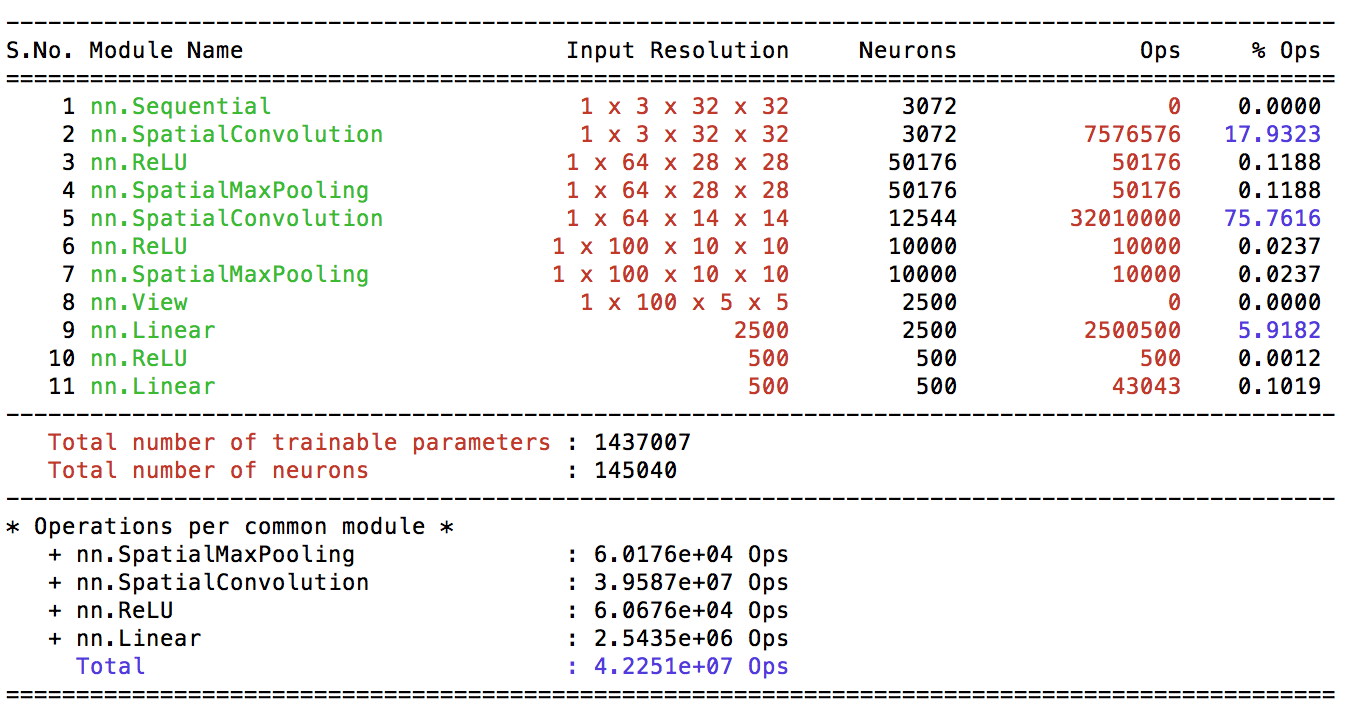 S.No. Module Name Input Resolution Neurons Ops % Ops
1 nn.Sequential 1 x 3 x 32 x 32 3072 0 0.0000
2 nn.SpatialConvolution 1 x 3 x 32 x 32 3072 7576576 17.9323
3 nn.ReLU 1 x 64 x 28 x 28 50176 50176 0.1188
4 nn.SpatialMaxPooling 1 x 64 x 28 x 28 50176 50176 0.1188
5 nn.SpatialConvolution 1 x 64 x 14 x 14 12544 32010000 75.7616
6 nn.ReLU 1 x 100 x 10 x 10 10000 10000 0.0237
7 nn.SpatialMaxPooling 1 x 100 x 10 x 10 10000 10000 0.0237
8 nn.View 1 x 100 x 5 x 5 2500 0 0.0000
9 nn.Linear 2500 2500 2500500 5.9182
10 nn.ReLU 500 500 500 0.0012
11 nn.Linear 500 500 43043 0.1019
Total number of trainable parameters : 1437007
Total number of neurons : 145040
* Operations per common module *
+ nn.SpatialMaxPooling : 6.0176e+04 Ops
+ nn.SpatialConvolution : 3.9587e+07 Ops
+ nn.ReLU : 6.0676e+04 Ops
+ nn.Linear : 2.5435e+06 Ops
Total : 4.2251e+07 Ops